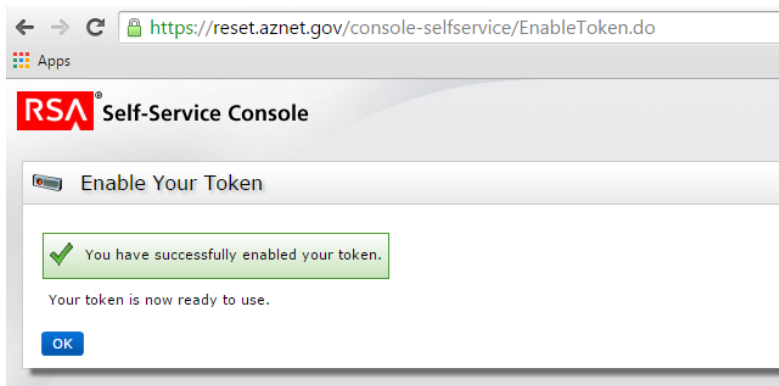 https://reset.aznet.gov/console-selfservice/EnableToken.do
Apps
RSA® Self-Service Console
Enable Your Token
You have successfully enabled your token.
Your token is now ready to use.
OK